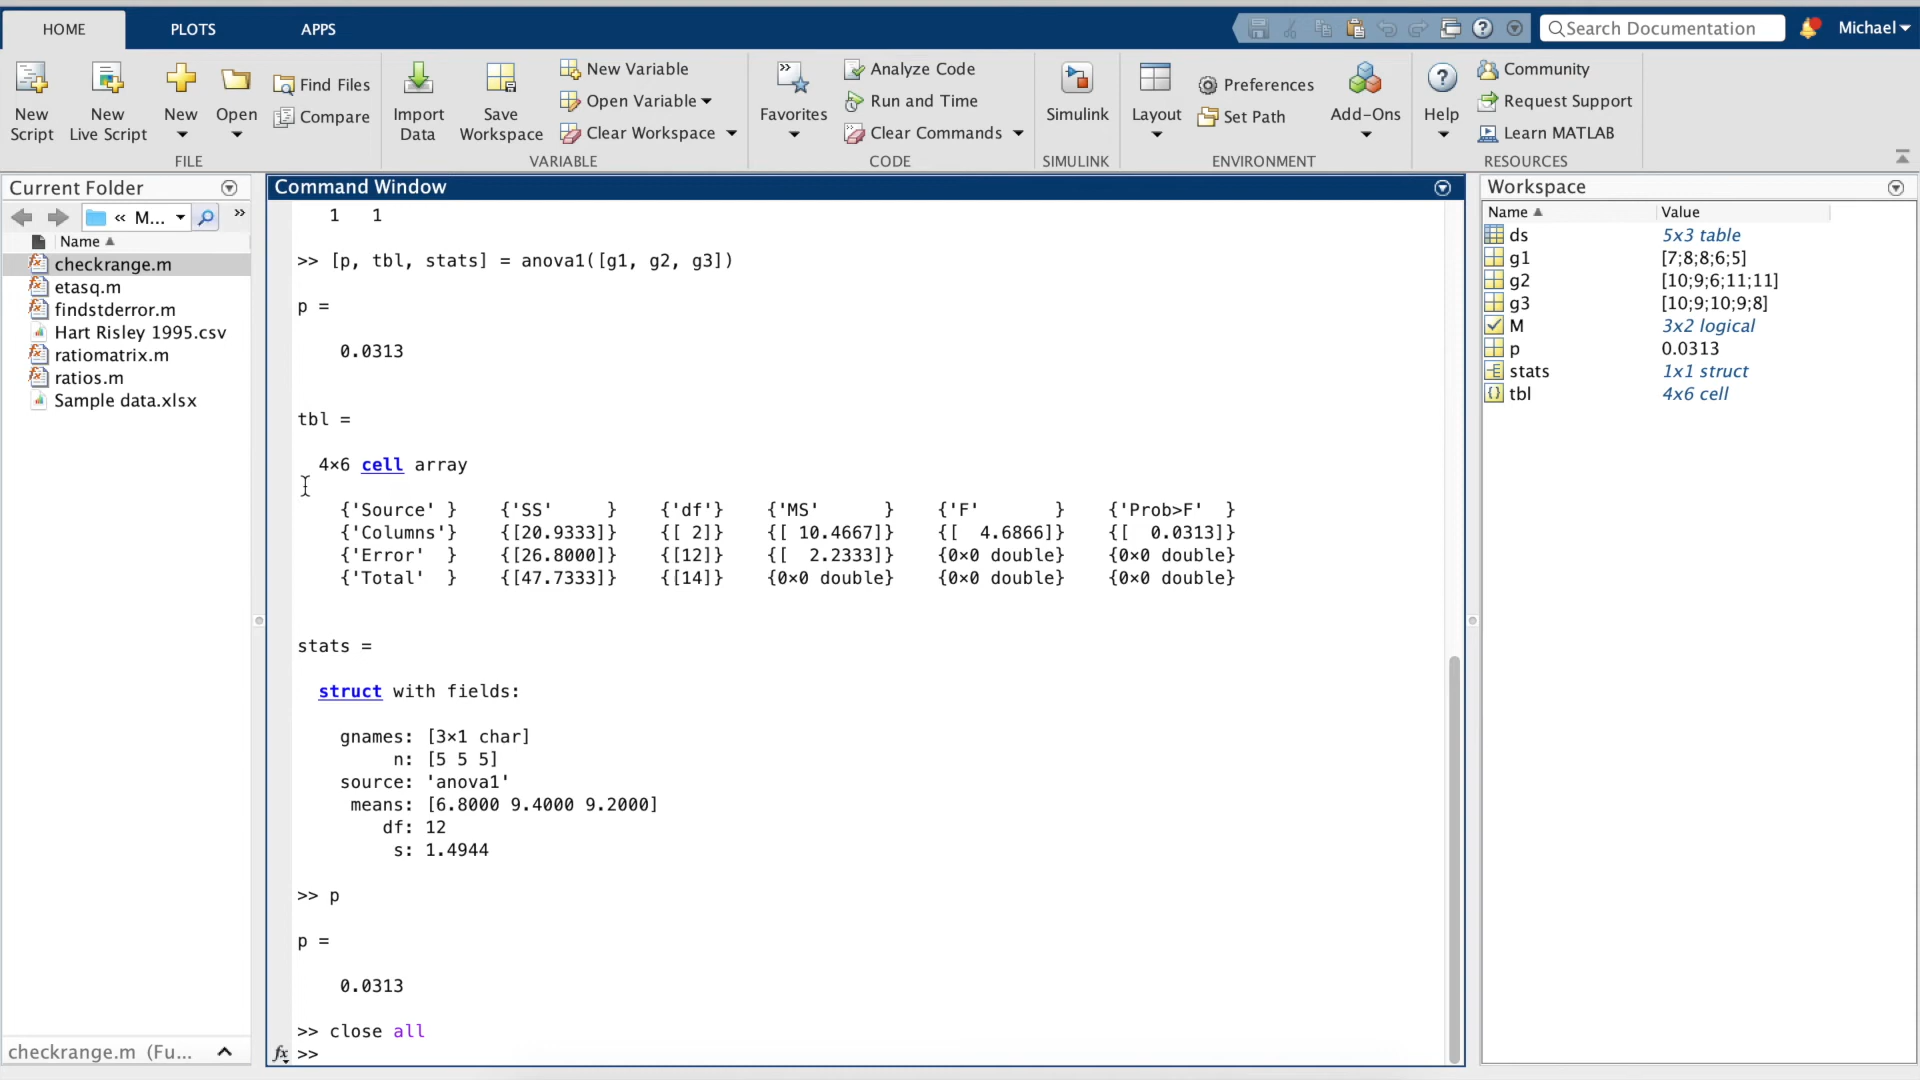 HOME PLOTS APPS
Search Documentation
Michael
New Script
New Live Script
New
Open
Find Files
Compare
FILE
Import Data
Save Workspace
New Variable
Open Variable
Clear Workspace
VARIABLE
Favorites
Analyze Code
Run and Time
Clear Commands
CODE
Simulink
SIMULINK
Layout
Preferences
Set Path
Add-Ons
ENVIRONMENT
Help
Community
Request Support
Learn MATLAB
RESOURCES
Current Folder
« M...
»
Name
checkrange.m
etasq.m
findstderror.m
Hart Risley 1995.csv
ratiomatrix.m
ratios.m
Sample data.xlsx
checkrange.m (Fu...
Command Window
1 1
>> [p, tbl, stats] = anova1([g1, g2, g3])
p =
0.0313
tbl =
4×6 cell array
{'Source' } {'SS' } {'df'} {'MS' } {'F' } {'Prob>F' }
{'Columns'} {[20.9333]} {[ 2]} {[ 10.4667]} {[ 4.6866]} {[ 0.0313]}
{'Error' } {[26.8000]} {[12]} {[ 2.2333]} {0×0 double} {0×0 double}
{'Total' } {[47.7333]} {[14]} {0×0 double} {0×0 double} {0×0 double}
stats =
struct with fields:
gnames: [3×1 char]
n: [5 5 5]
source: 'anova1'
means: [6.8000 9.4000 9.2000]
df: 12
s: 1.4944
>> p
p =
0.0313
>> close all
fx >>
Workspace
Name Value
ds 5x3 table
g1 [7;8;8;6;5]
g2 [10;9;6;11;11]
g3 [10;9;10;9;8]
M 3x2 logical
p 0.0313
stats 1x1 struct
tbl 4x6 cell